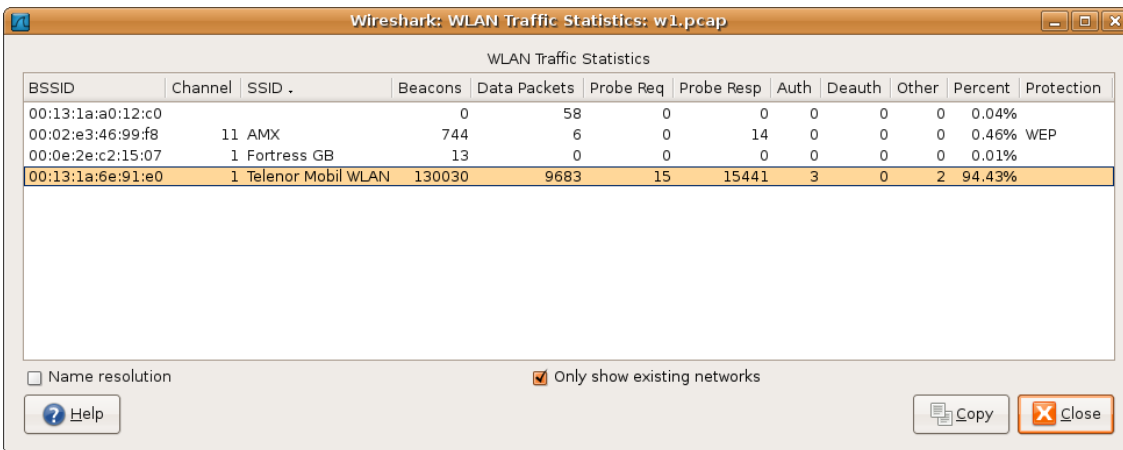 Wireshark: WLAN Traffic Statistics: w1.pcap
WLAN Traffic Statistics
BSSID Channel SSID Beacons Data Packets Probe Req Probe Resp Auth Deauth Other Percent Protection
00:13:1a:a0:12:c0 0 58 0 0 0 0 0 0.04%
00:02:e3:46:99:f8 11 AMX 744 6 0 14 0 0 0 0.46% WEP
00:0e:2e:c2:15:07 1 Fortress GB 13 0 0 0 0 0 0 0.01%
00:13:1a:6e:91:e0 1 Telenor Mobil WLAN 130030 9683 15 15441 3 0 2 94.43%
Name resolution Only show existing networks
Help Copy Close